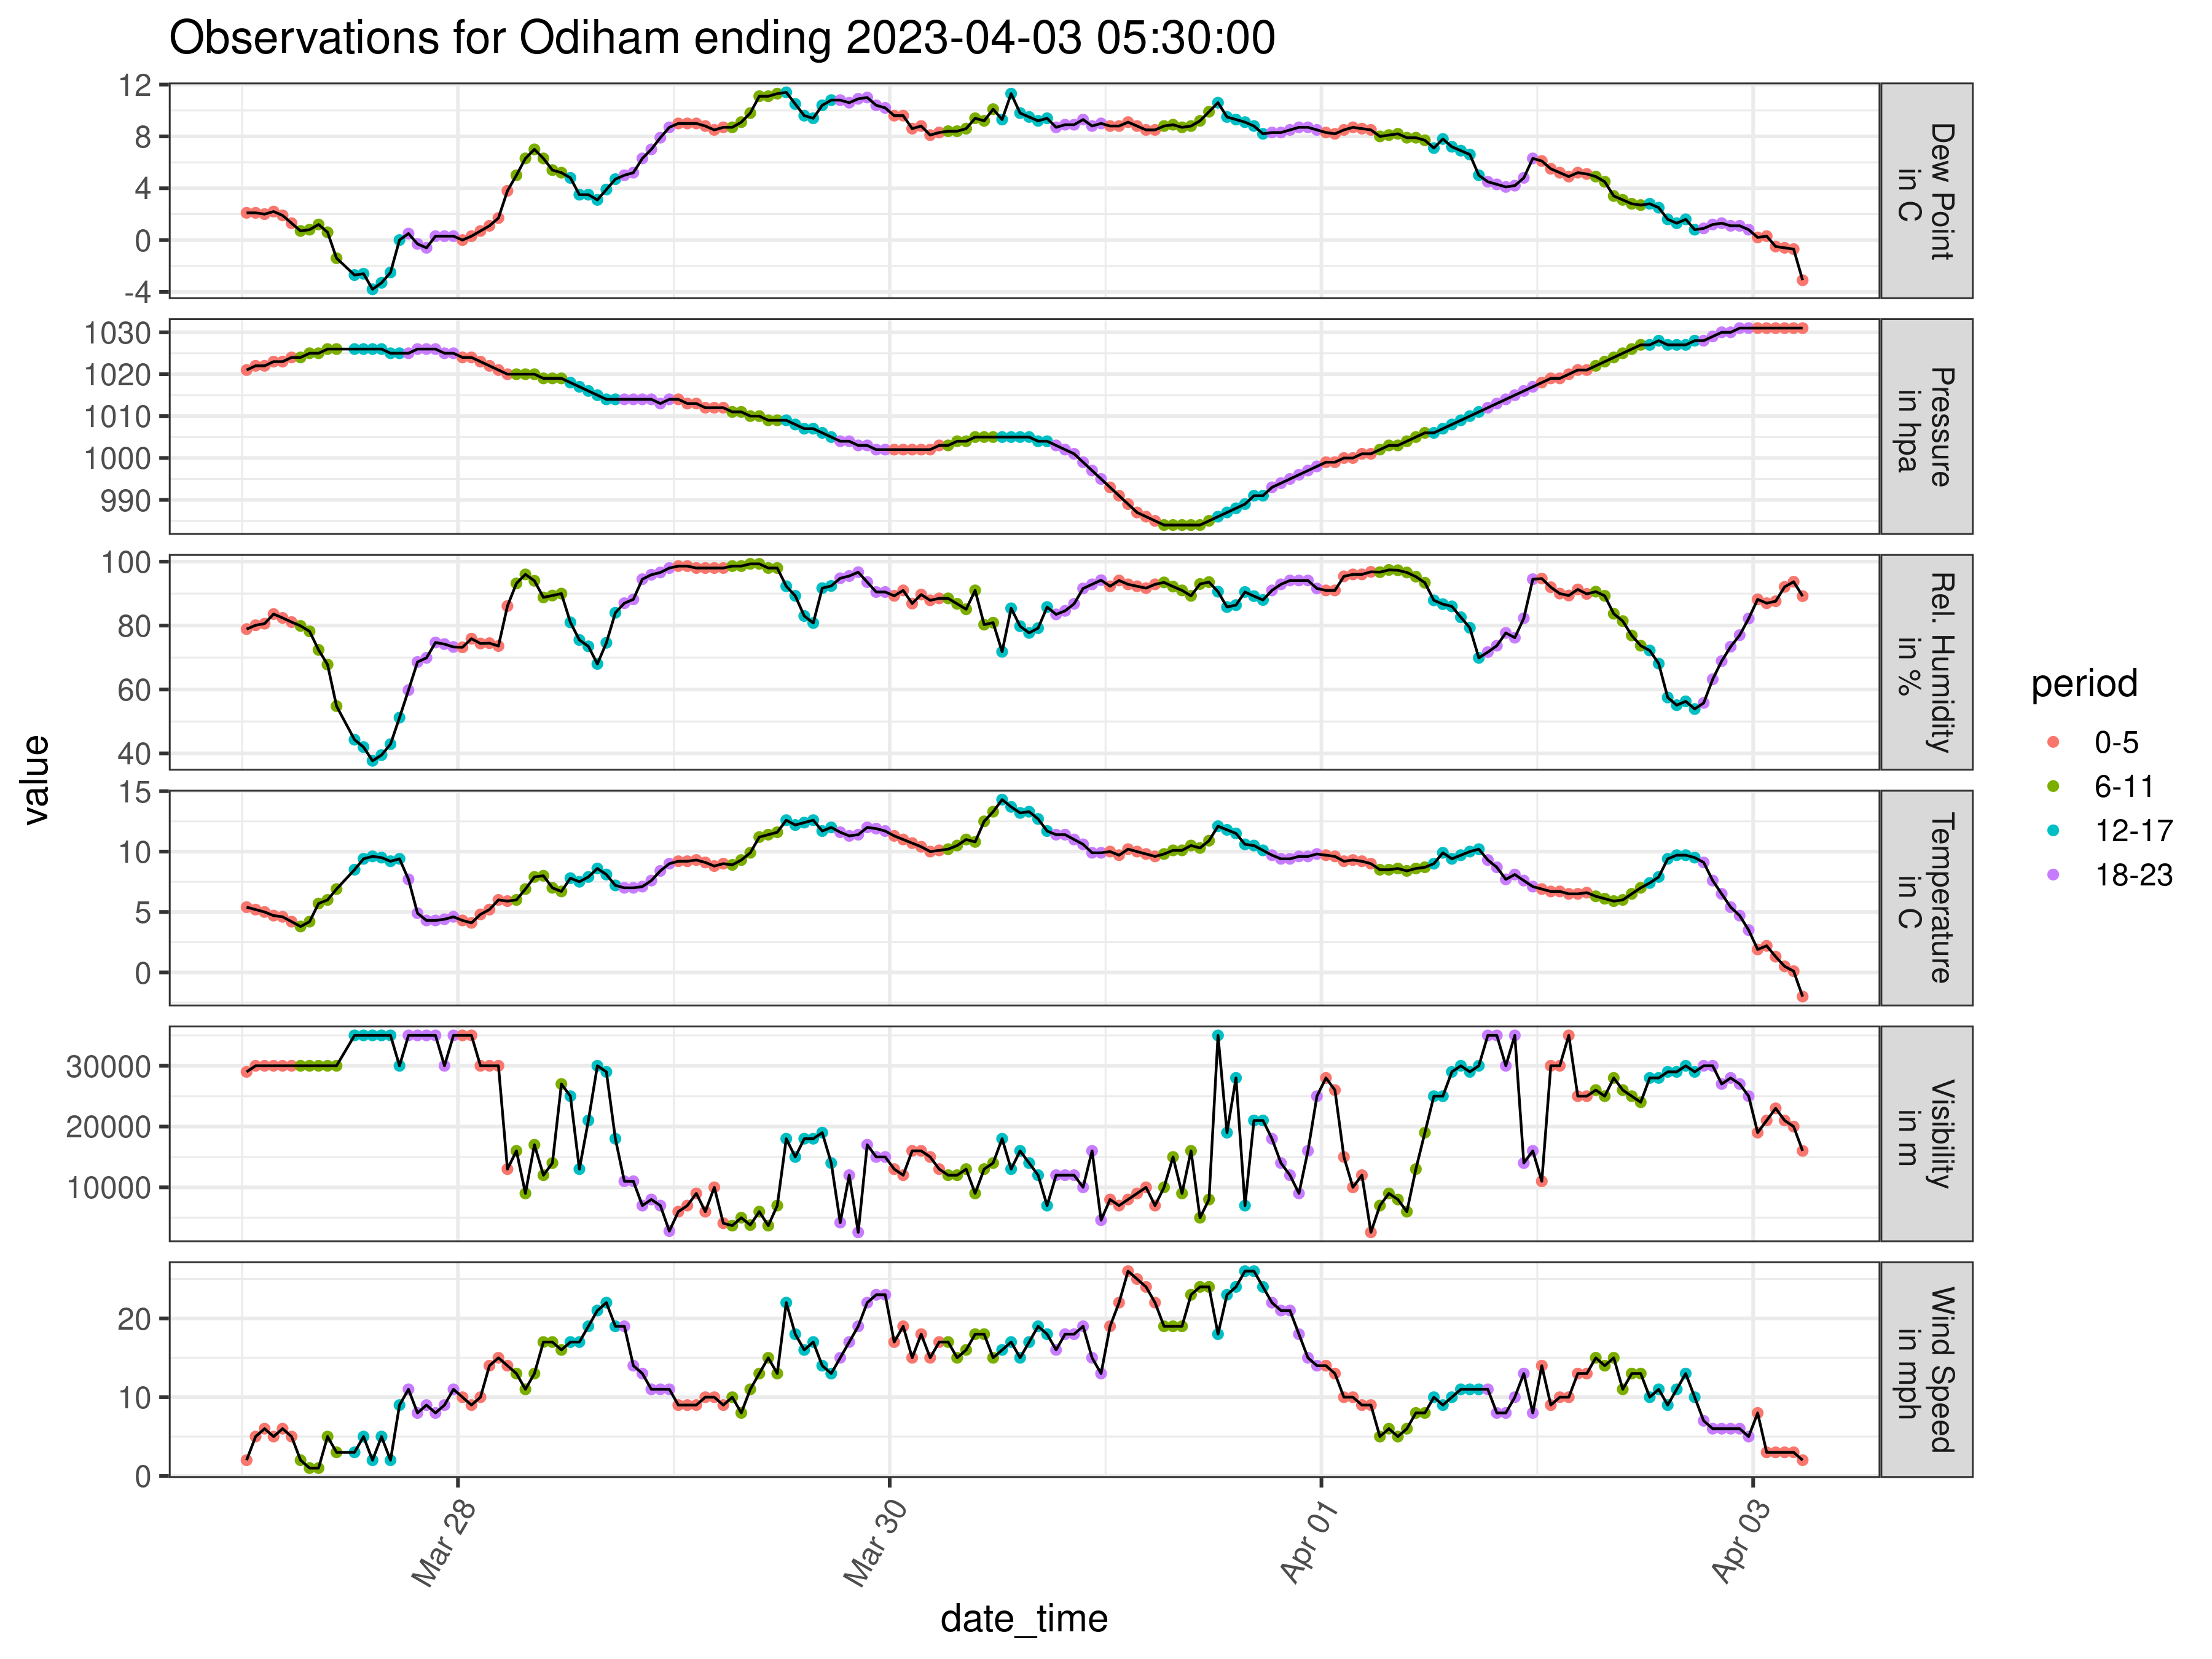 Observations for Odiham ending 2023-04-03 05:30:00
12
8
4
0
-4
Dew Point
in C
1030
1020
1010
1000
990
Pressure
in hpa
100
80
60
40
Rel. Humidity
in %
15
10
5
0
Temperature
in C
30000
20000
10000
Visibility
in m
20
10
0
Wind Speed
in mph
value
Mar 28
Mar 30
Apr 01
Apr 03
date_time
period
0-5
6-11
12-17
18-23